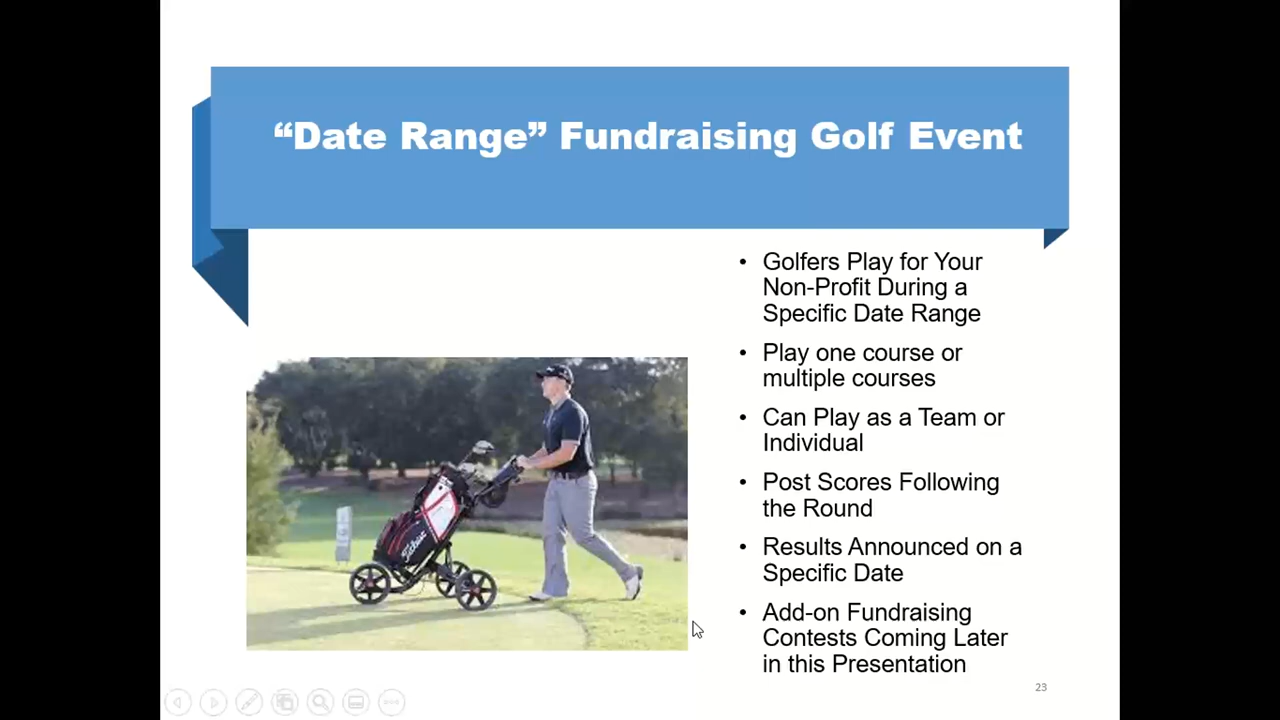 “Date Range” Fundraising Golf Event
• Golfers Play for Your
Non-Profit During a
Specific Date Range
• Play one course or
multiple courses
• Can Play as a Team or
Individual
• Post Scores Following
the Round
• Results Announced on a
Specific Date
• Add-on Fundraising
Contests Coming Later
in this Presentation
Titleist
23